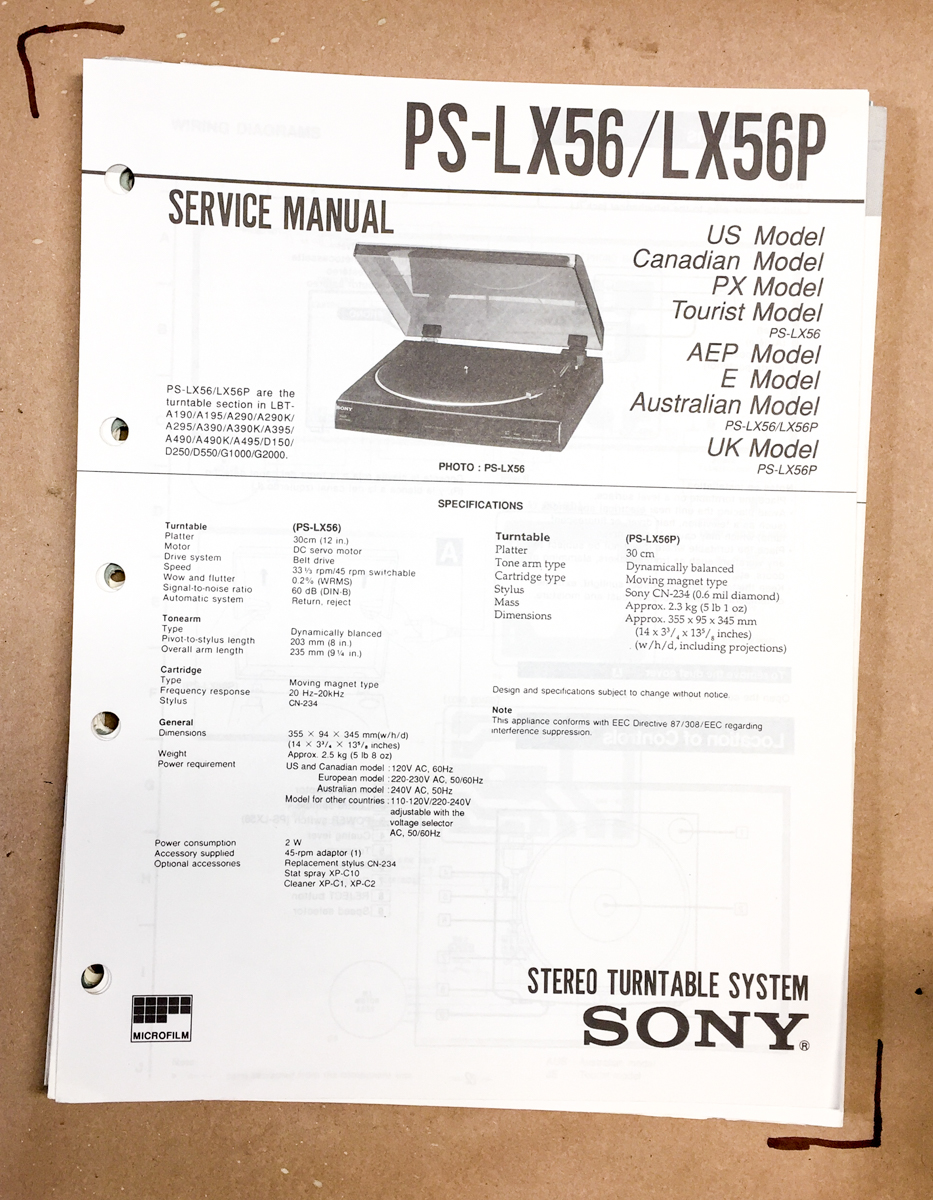 PS-LX56/LX56P
SERVICE MANUAL
US Model
Canadian Model
PX Model
Tourist Model
PS-LX56
AEP Model
E Model
Australian Model
PS-LX56/LX56P
UK Model
PS-LX56P
PS-LX56/LX56P are the
turntable section in LBT-
A190/A195/A290/A290K/
A295/A390/A390K/A395/
A490/A490K/A495/D150/
D250/D550/G1000/G2000.
SONY
PHOTO : PS-LX56
SPECIFICATIONS
Turntable (PS-LX56)
Platter 30cm (12 in.)
Motor DC servo motor
Drive system Belt drive
Speed 33 1/3 rpm/45 rpm switchable
Wow and flutter 0.2% (WRMS)
Signal-to-noise ratio 60 dB (DIN-B)
Automatic system Return, reject
Tonearm
Type Dynamically blanced
Pivot-to-stylus length 203 mm (8 in.)
Overall arm length 235 mm (9 1/4 in.)
Cartridge
Type Moving magnet type
Frequency response 20 Hz-20kHz
Stylus CN-234
General
Dimensions 355 × 94 × 345 mm(w/h/d)
(14 × 3 3/4 × 13 5/8 inches)
Weight Approx. 2.5 kg (5 lb 8 oz)
Power requirement US and Canadian model : 120V AC, 60Hz
European model : 220-230V AC, 50/60Hz
Australian model : 240V AC, 50Hz
Model for other countries : 110-120V/220-240V
adjustable with the
voltage selector
AC, 50/60Hz
Power consumption 2 W
Accessory supplied 45-rpm adaptor (1)
Optional accessories Replacement stylus CN-234
Stat spray XP-C10
Cleaner XP-C1, XP-C2
Turntable (PS-LX56P)
Platter 30 cm
Tone arm type Dynamically balanced
Cartridge type Moving magnet type
Stylus Sony CN-234 (0.6 mil diamond)
Mass Approx. 2.3 kg (5 lb 1 oz)
Dimensions Approx. 355 x 95 x 345 mm
(14 x 3 3/4 x 13 5/8 inches)
(w/h/d, including projections)
Design and specifications subject to change without notice.
Note
This appliance conforms with EEC Directive 87/308/EEC regarding
interference suppression.
MICROFILM
STEREO TURNTABLE SYSTEM
SONY®